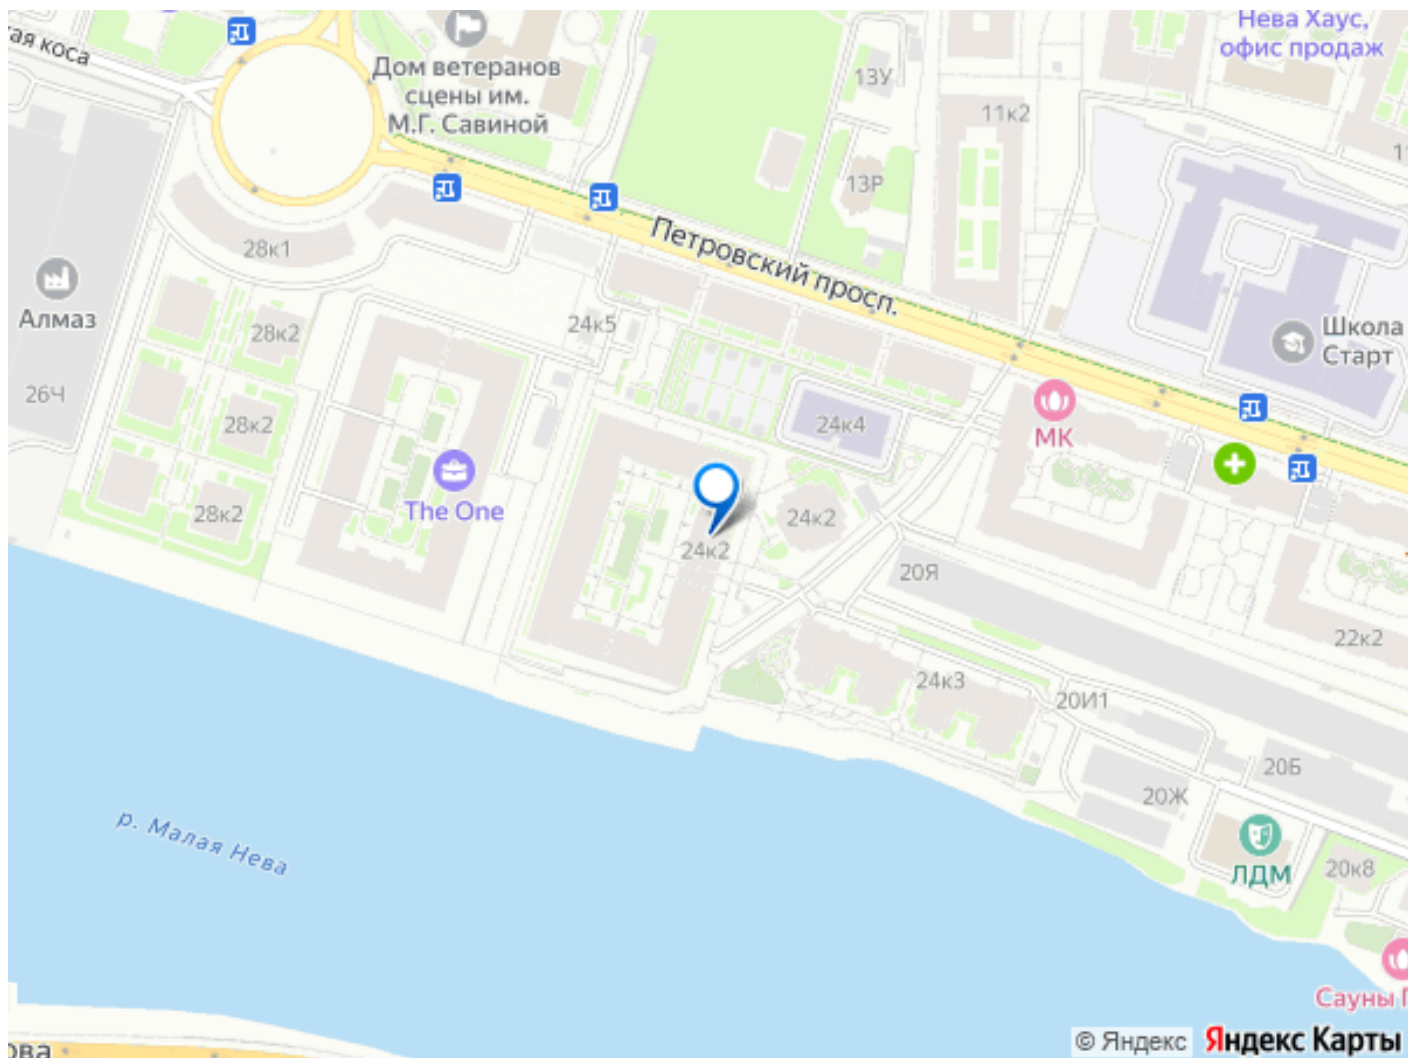 Нева Хаус,
офис продаж
кая коса
Дом ветеранов
сцены им.
М.Г. Савиной
13У
11к2
13Р
Петровский просп.
28к1
Алмаз
28к2
24к5
Школа
Старт
26Ч
28к2
24к4
МК
The One
28к2
24к2
24к2
20Я
22к2
24к3
20И1
20Б
20Ж
р. Малая Нева
ЛДМ
20к8
Сауны
© Яндекс
Яндекс Карты
ова